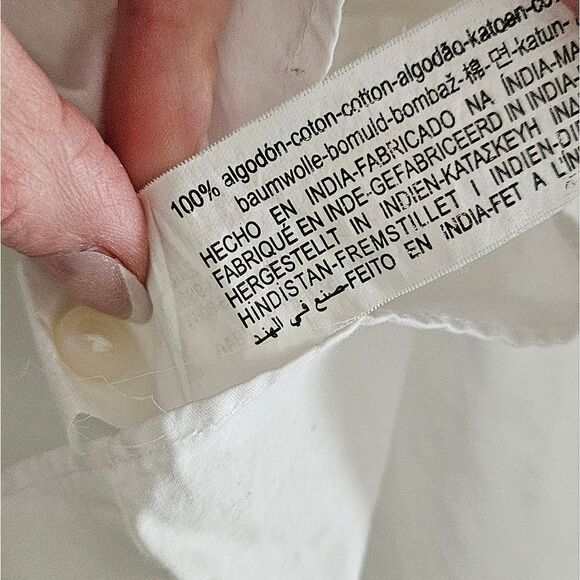 100% algodón-coton-cotton-algodão-katoen-co
baumwolle-bomuld-bombaž-棉-면-katun-
HECHO EN INDIA-FABRICADO NA ÍNDIA-MA
FABRIQUÉ EN INDE-GEFABRICEERD IN INDIA-
HERGESTELLT IN INDIEN-ΚΑΤΑΣΚΕΥΗ ΙΝΔ
HINDISTAN-FREMSTILLET I INDIEN-DI
صنع في الهند-FEITO EN INDIA-FET A L'ÍN